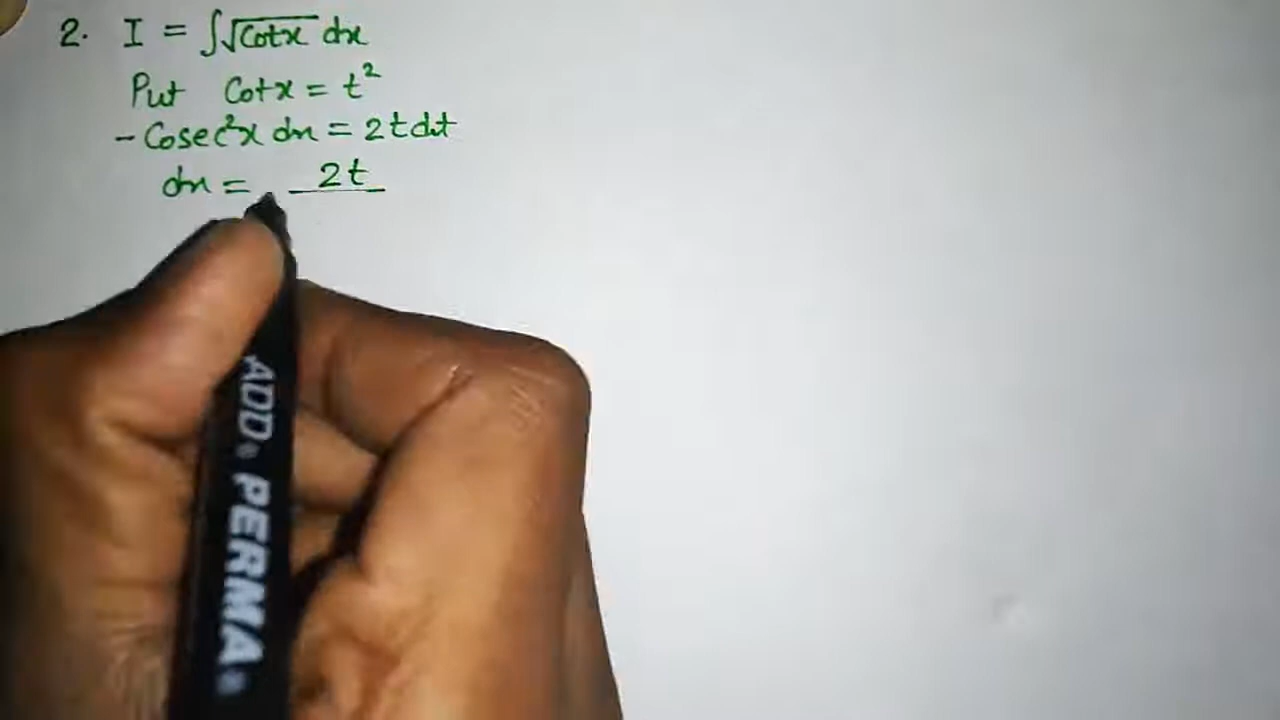 2. I = ∫√cotx dx
Put Cotx = t²
- Cosec²x dx = 2t dt
dx = 2t
ADD PERMA